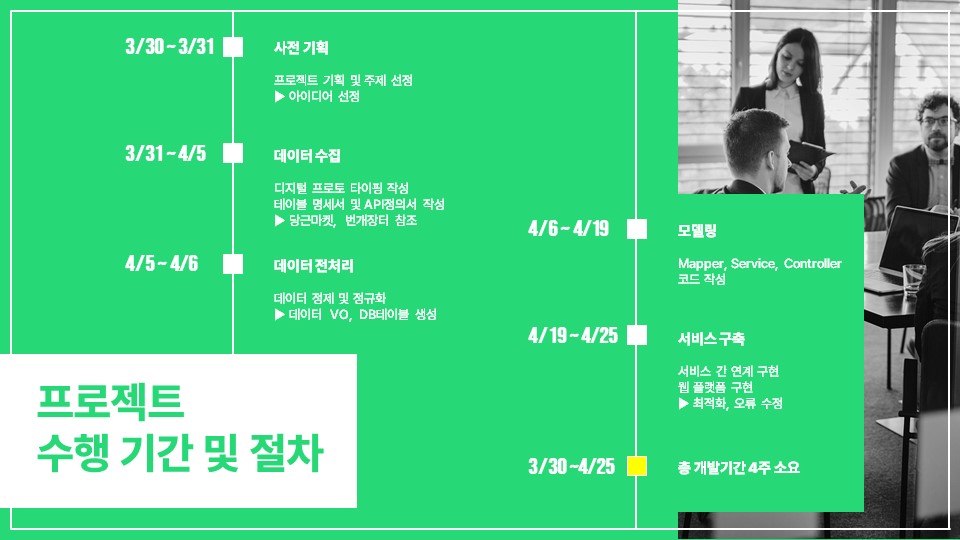 3/30~3/31
사전 기획
프로젝트 기획 및 주제 선정
▶ 아이디어 선정
3/31~4/5
데이터 수집
디지털 프로토 타이핑 작성
테이블 명세서 및 API정의서 작성
▶ 당근마켓, 번개장터 참조
4/5~4/6
데이터 전처리
데이터 정제 및 정규화
▶ 데이터 VO, DB테이블 생성
프로젝트
수행 기간 및 절차
4/6~4/19
모델링
Mapper, Service, Controller
코드 작성
4/19~4/25
서비스 구축
서비스 간 연계 구현
웹 플랫폼 구현
▶ 최적화, 오류 수정
3/30~4/25
총 개발기간 4주 소요